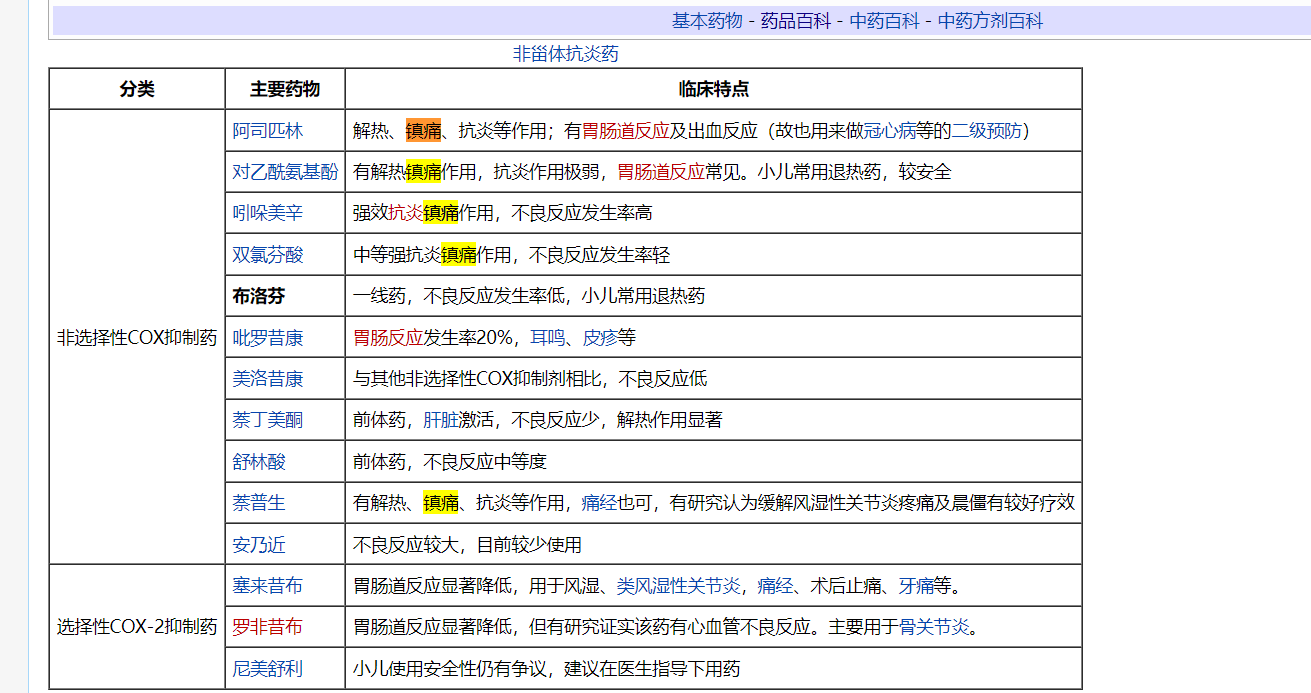 基本药物 - 药品百科 - 中药百科 - 中药方剂百科
非甾体抗炎药
分类 主要药物 临床特点
非选择性COX抑制药
阿司匹林 解热、镇痛、抗炎等作用；有胃肠道反应及出血反应（故也用来做冠心病等的二级预防）
对乙酰氨基酚 有解热镇痛作用，抗炎作用极弱，胃肠道反应常见。小儿常用退热药，较安全
吲哚美辛 强效抗炎镇痛作用，不良反应发生率高
双氯芬酸 中等强抗炎镇痛作用，不良反应发生率轻
布洛芬 一线药，不良反应发生率低，小儿常用退热药
吡罗昔康 胃肠反应发生率20%，耳鸣、皮疹等
美洛昔康 与其他非选择性COX抑制剂相比，不良反应低
萘丁美酮 前体药，肝脏激活，不良反应少，解热作用显著
舒林酸 前体药，不良反应中等度
萘普生 有解热、镇痛、抗炎等作用，痛经也可，有研究认为缓解风湿性关节炎疼痛及晨僵有较好疗效
安乃近 不良反应较大，目前较少使用
选择性COX-2抑制药
塞来昔布 胃肠道反应显著降低，用于风湿、类风湿性关节炎，痛经、术后止痛、牙痛等。
罗非昔布 胃肠道反应显著降低，但有研究证实该药有心血管不良反应。主要用于骨关节炎。
尼美舒利 小儿使用安全性仍有争议，建议在医生指导下用药